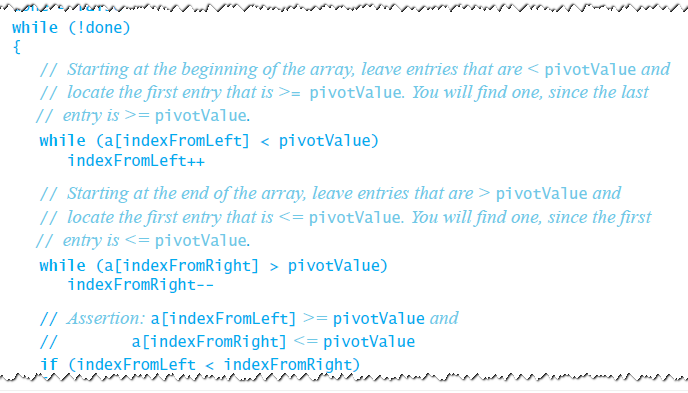 while (!done)
{
// Starting at the beginning of the array, leave entries that are < pivotValue and
// locate the first entry that is >= pivotValue. You will find one, since the last
// entry is >= pivotValue.
while (a[indexFromLeft] < pivotValue)
indexFromLeft++
// Starting at the end of the array, leave entries that are > pivotValue and
// locate the first entry that is <= pivotValue. You will find one, since the first
// entry is <= pivotValue.
while (a[indexFromRight] > pivotValue)
indexFromRight--
// Assertion: a[indexFromLeft] >= pivotValue and
// a[indexFromRight] <= pivotValue
if (indexFromLeft < indexFromRight)